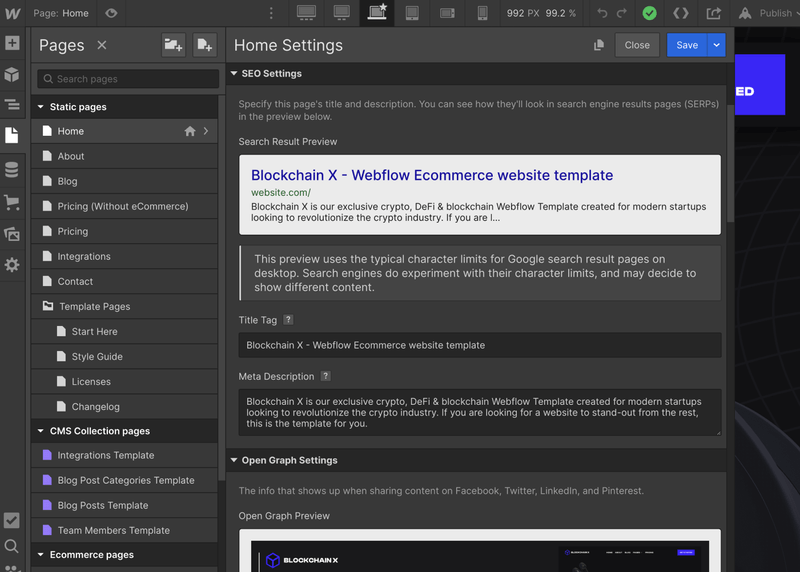 Page: Home
992 PX 99.2 %
Publish
Pages
Search pages
Static pages
Home
About
Blog
Pricing (Without eCommerce)
Pricing
Integrations
Contact
Template Pages
Start Here
Style Guide
Licenses
Changelog
CMS Collection pages
Integrations Template
Blog Post Categories Template
Blog Posts Template
Team Members Template
Ecommerce pages
Home Settings
Close
Save
SEO Settings
Specify this page's title and description. You can see how they'll look in search engine results pages (SERPs)
in the preview below.
Search Result Preview
Blockchain X - Webflow Ecommerce website template
website.com/
Blockchain X is our exclusive crypto, DeFi & blockchain Webflow Template created for modern startups
looking to revolutionize the crypto industry. If you are l...
This preview uses the typical character limits for Google search result pages on
desktop. Search engines do experiment with their character limits, and may decide to
show different content.
Title Tag ?
Blockchain X - Webflow Ecommerce website template
Meta Description ?
Blockchain X is our exclusive crypto, DeFi & blockchain Webflow Template created for modern startups
looking to revolutionize the crypto industry. If you are looking for a website to stand-out from the rest,
this is the template for you.
Open Graph Settings
The info that shows up when sharing content on Facebook, Twitter, LinkedIn, and Pinterest.
Open Graph Preview
BLOCKCHAIN X
ED